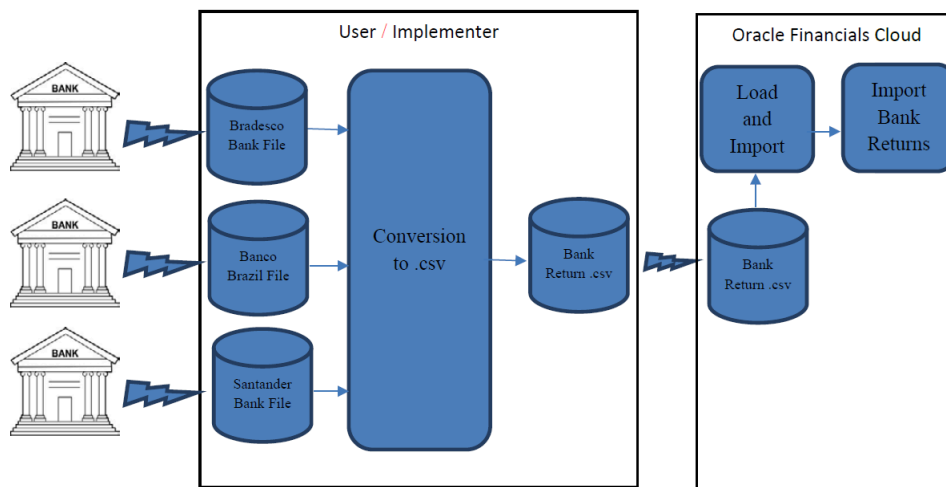 User / Implementer
Oracle Financials Cloud
BANK
Bradesco
Bank File
Load
and
Import
Import
Bank
Returns
BANK
Banco
Brazil File
Conversion
to .csv
Bank
Return .csv
Bank
Return .csv
BANK
Santander
Bank File